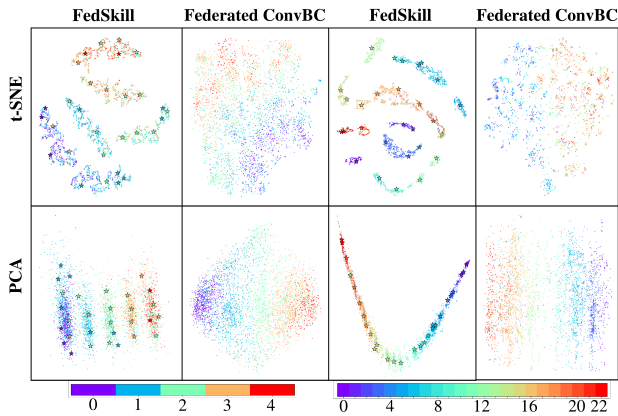 FedSkill Federated ConvBC FedSkill Federated ConvBC
t-SNE
PCA
0 1 2 3 4
0 4 8 12 16 20 22